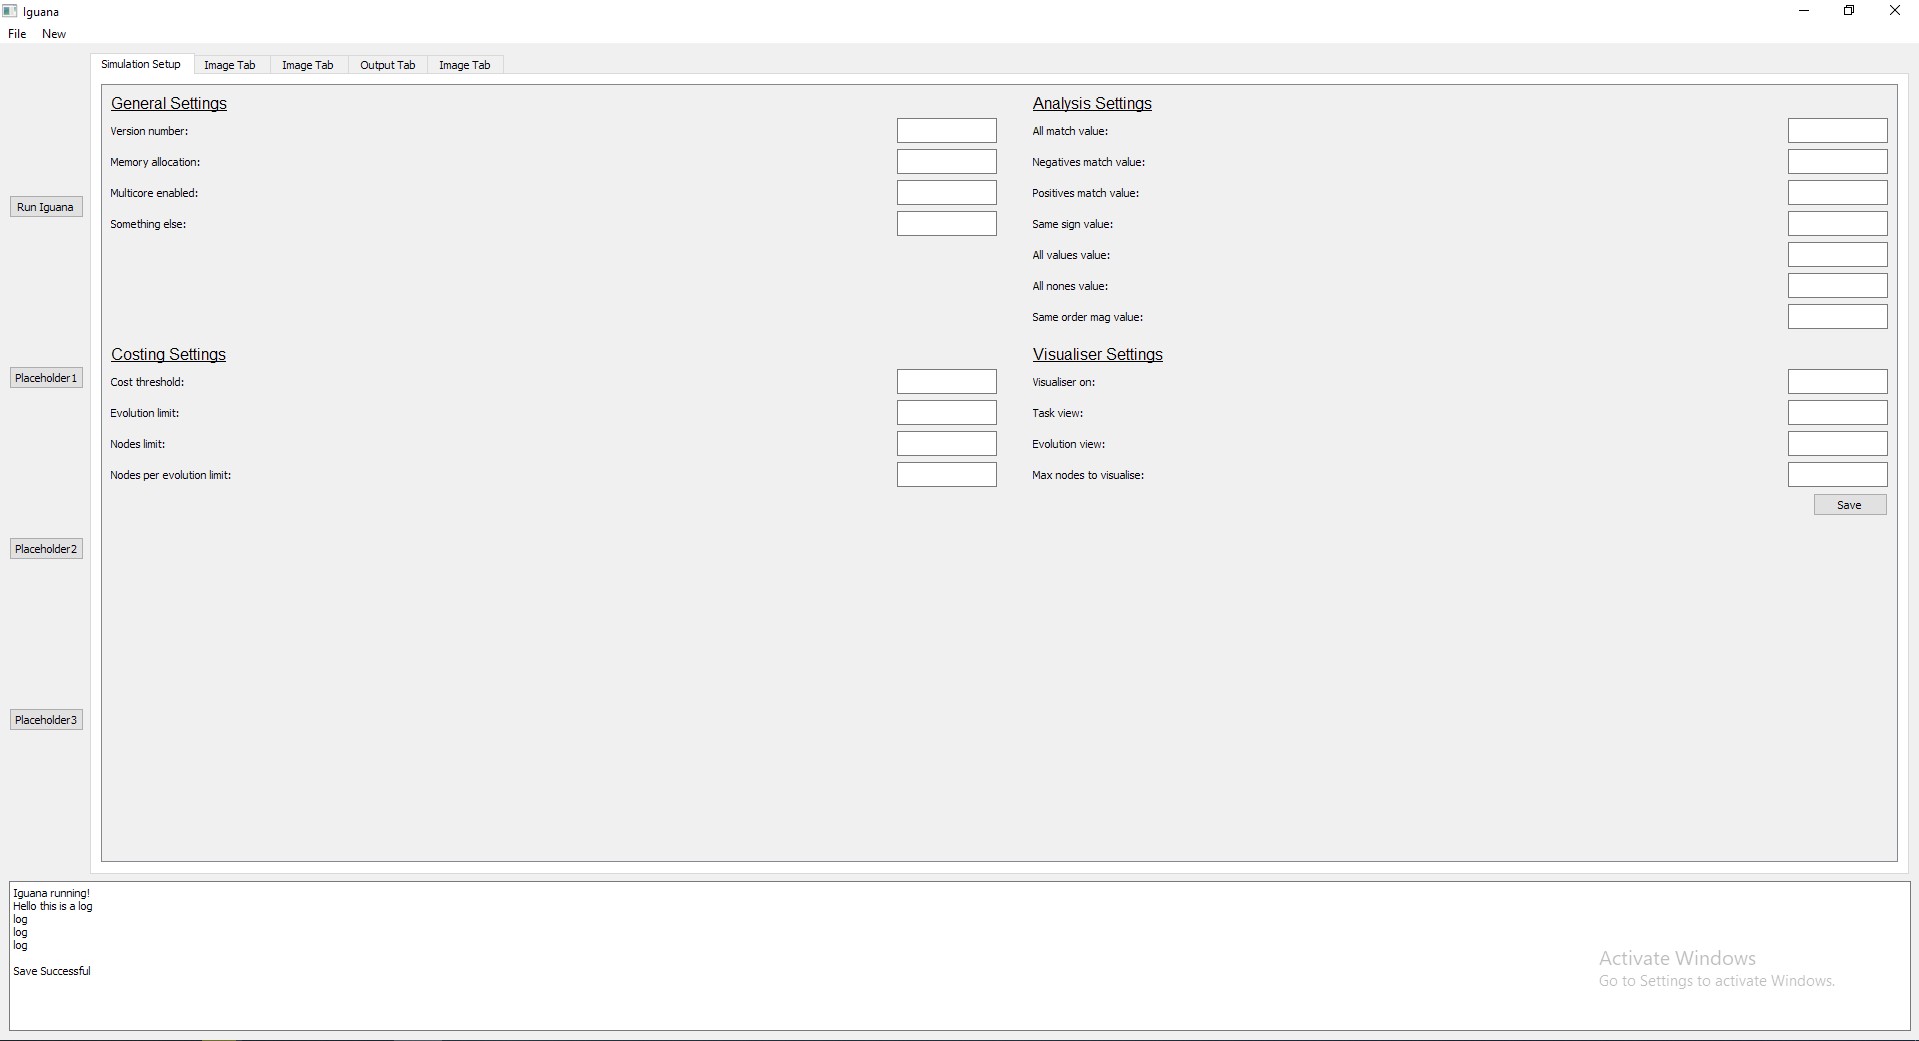 Iguana
File New
Simulation Setup Image Tab Image Tab Output Tab Image Tab
General Settings
Version number:
Memory allocation:
Multicore enabled:
Something else:
Analysis Settings
All match value:
Negatives match value:
Positives match value:
Same sign value:
All values value:
All nones value:
Same order mag value:
Costing Settings
Cost threshold:
Evolution limit:
Nodes limit:
Nodes per evolution limit:
Visualiser Settings
Visualiser on:
Task view:
Evolution view:
Max nodes to visualise:
Save
Run Iguana
Placeholder1
Placeholder2
Placeholder3
Iguana running!
Hello this is a log
log
log
log
Save Successful
Activate Windows
Go to Settings to activate Windows.